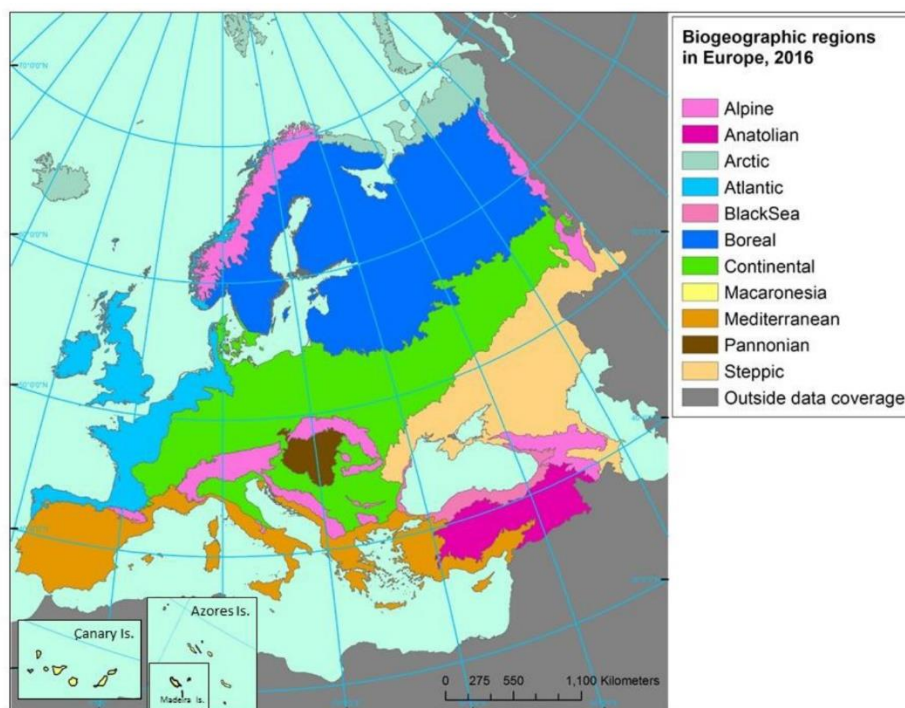 Biogeographic regions
in Europe, 2016
Alpine
Anatolian
Arctic
Atlantic
BlackSea
Boreal
Continental
Macaronesia
Mediterranean
Pannonian
Steppic
Outside data coverage
Canary Is.
Azores Is.
Madeira Is.
0 275 550 1,100 Kilometers